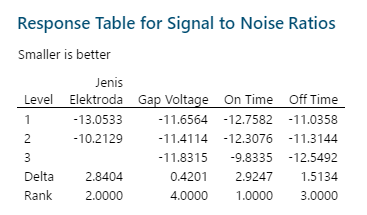 Response Table for Signal to Noise Ratios
Smaller is better
Jenis
Level Elektroda Gap Voltage On Time Off Time
1 -13.0533 -11.6564 -12.7582 -11.0358
2 -10.2129 -11.4114 -12.3076 -11.3144
3 -11.8315 -9.8335 -12.5492
Delta 2.8404 0.4201 2.9247 1.5134
Rank 2.0000 4.0000 1.0000 3.0000